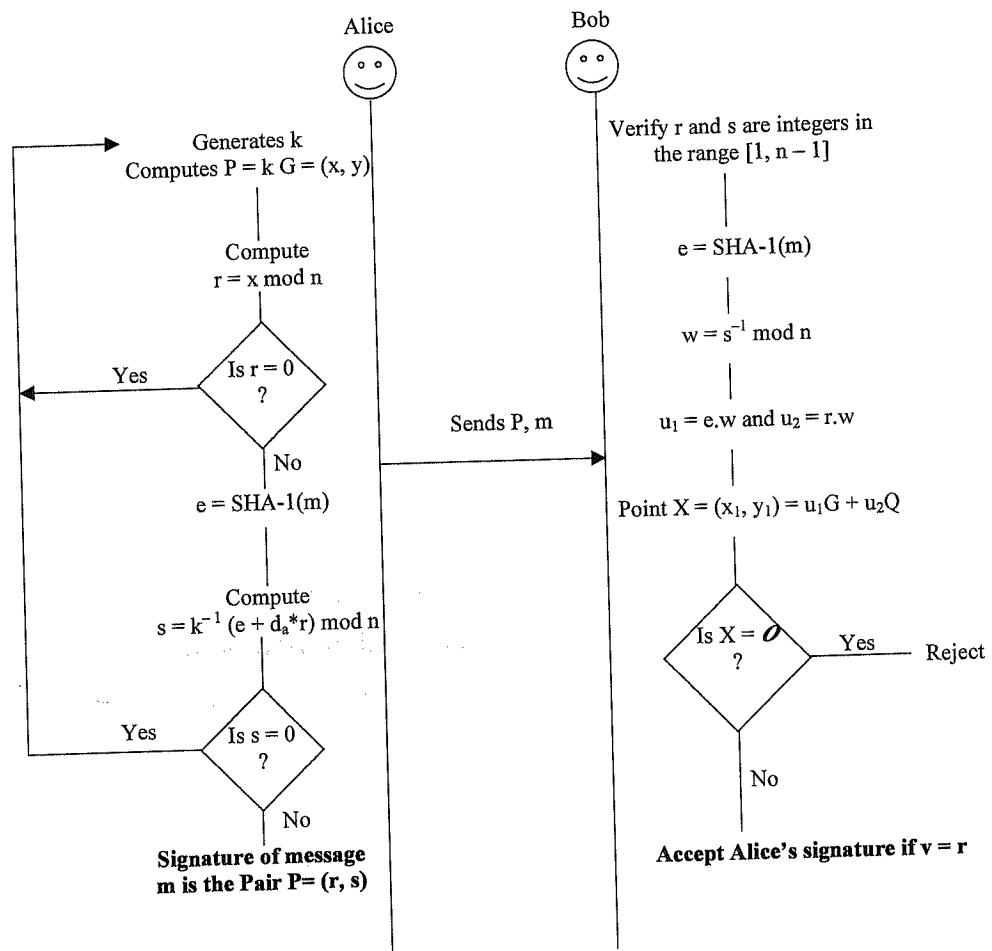 Alice
Bob
Generates k
Computes P = k G = (x, y)
Compute
r = x mod n
Is r = 0
?
Yes
No
e = SHA-1(m)
Compute
s = k⁻¹ (e + dₐ*r) mod n
Is s = 0
?
Yes
No
Signature of message
m is the Pair P= (r, s)
Sends P, m
Verify r and s are integers in
the range [1, n – 1]
e = SHA-1(m)
w = s⁻¹ mod n
u₁ = e.w and u₂ = r.w
Point X = (x₁, y₁) = u₁G + u₂Q
Is X = 𝒪
?
Yes
Reject
No
Accept Alice's signature if v = r